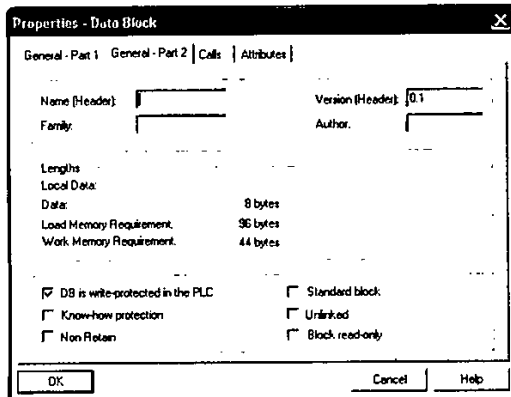 Properties - Data Block
General - Part 1 General - Part 2 Calls Attributes
Name (Header): Version (Header): 0.1
Family: Author:
Lengths
Local Data:
Data: 8 bytes
Load Memory Requirement. 96 bytes
Work Memory Requirement. 44 bytes
DB is write-protected in the PLC Standard block
Know-how protection Unlinked
Non Retain Block read-only
OK Cancel Help